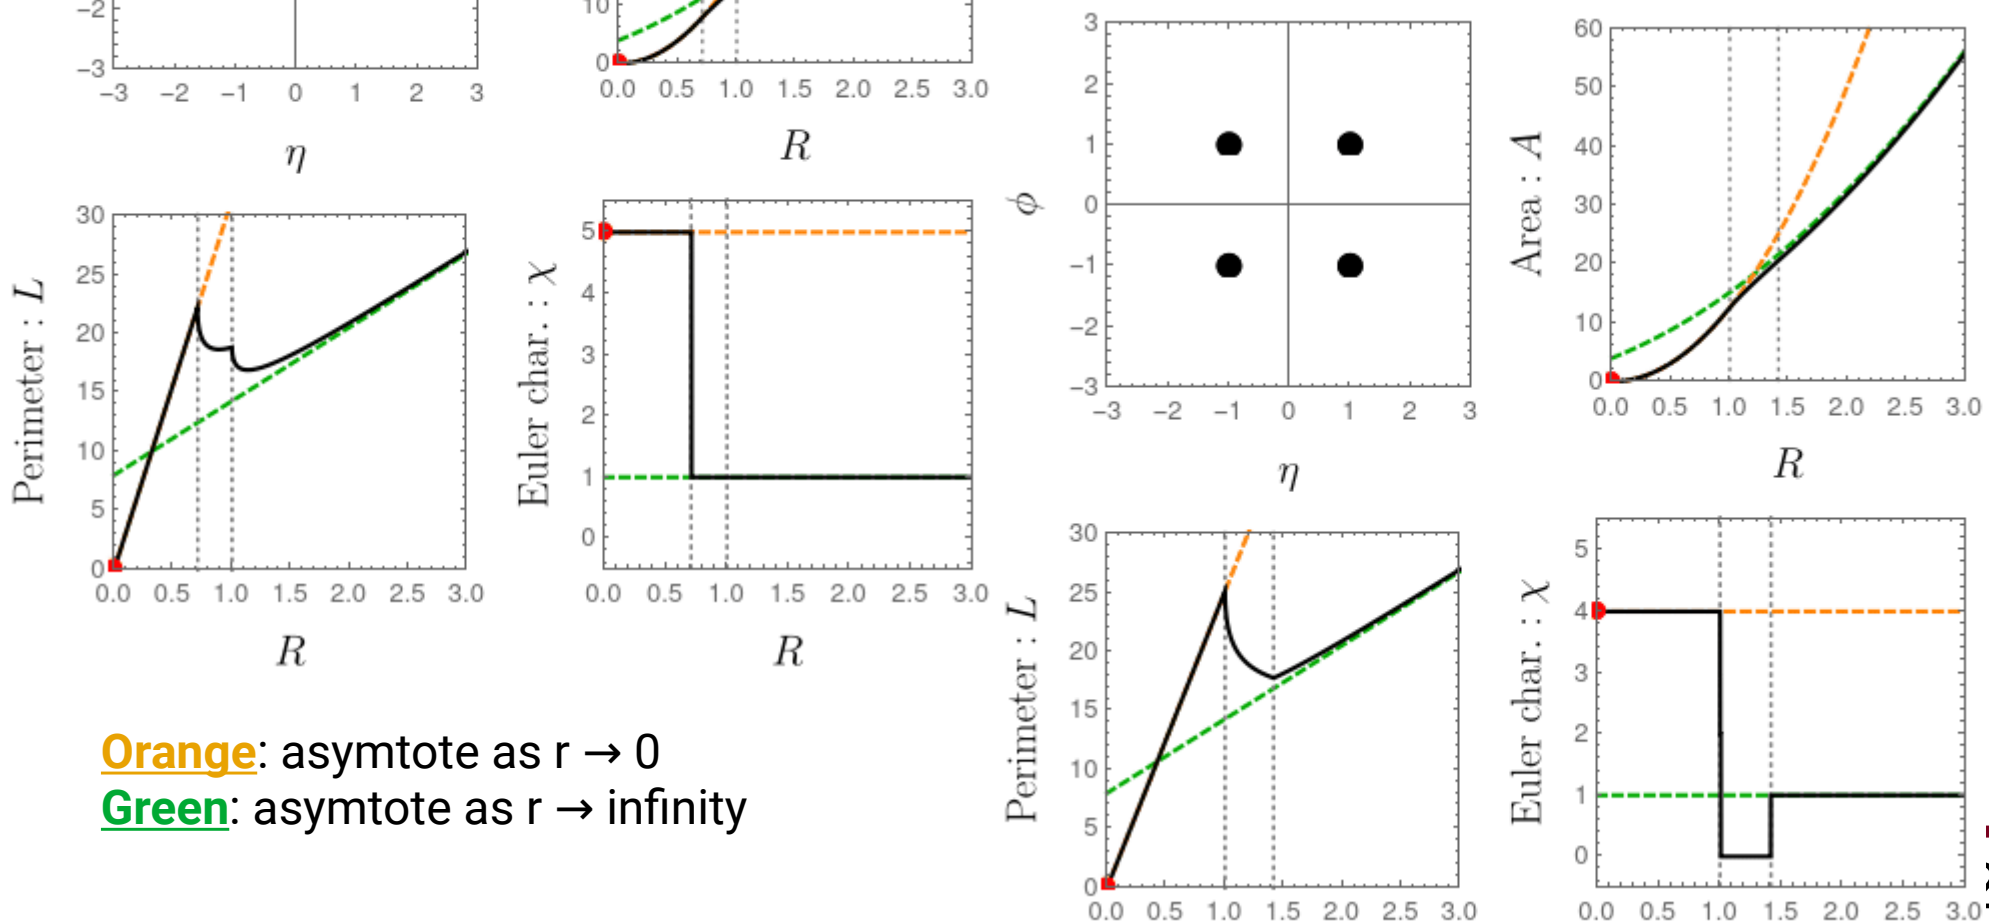 −2
−3
−3 −2 −1 0 1 2 3
η
10
0
0.0 0.5 1.0 1.5 2.0 2.5 3.0
R
Perimeter : L
30
25
20
15
10
5
0
0.0 0.5 1.0 1.5 2.0 2.5 3.0
R
Euler char. : χ
5
4
3
2
1
0
0.0 0.5 1.0 1.5 2.0 2.5 3.0
R
Orange: asymtote as r → 0
Green: asymtote as r → infinity
ϕ
3
2
1
0
−1
−2
−3
−3 −2 −1 0 1 2 3
η
Area : A
60
50
40
30
20
10
0
0.0 0.5 1.0 1.5 2.0 2.5 3.0
R
Perimeter : L
30
25
20
15
10
5
0
0.0 0.5 1.0 1.5 2.0 2.5 3.0
Euler char. : χ
5
4
3
2
1
0
0.0 0.5 1.0 1.5 2.0 2.5 3.0